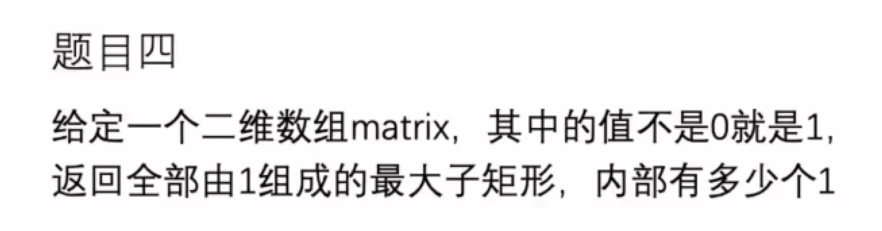 题目四
给定一个二维数组matrix，其中的值不是0就是1，
返回全部由1组成的最大子矩形，内部有多少个1